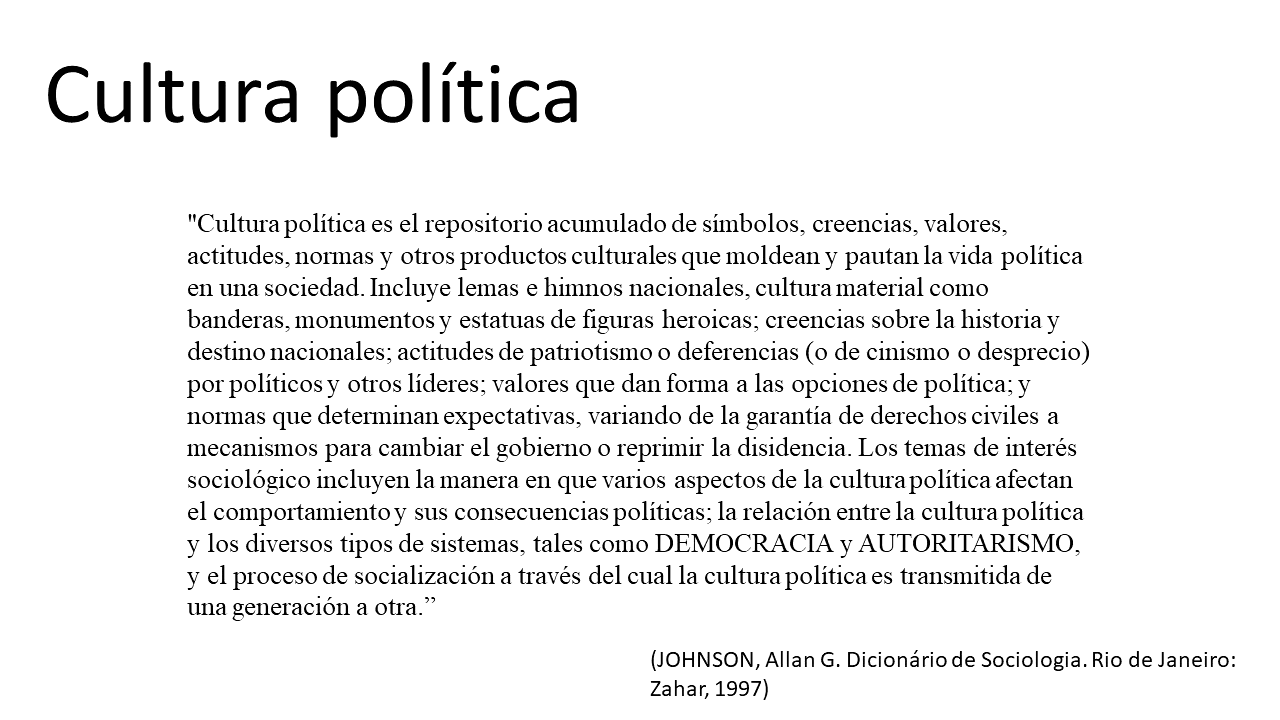 Cultura política
"Cultura política es el repositorio acumulado de símbolos, creencias, valores,
actitudes, normas y otros productos culturales que moldean y pautan la vida política
en una sociedad. Incluye lemas e himnos nacionales, cultura material como
banderas, monumentos y estatuas de figuras heroicas; creencias sobre la historia y
destino nacionales; actitudes de patriotismo o deferencias (o de cinismo o desprecio)
por políticos y otros líderes; valores que dan forma a las opciones de política; y
normas que determinan expectativas, variando de la garantía de derechos civiles a
mecanismos para cambiar el gobierno o reprimir la disidencia. Los temas de interés
sociológico incluyen la manera en que varios aspectos de la cultura política afectan
el comportamiento y sus consecuencias políticas; la relación entre la cultura política
y los diversos tipos de sistemas, tales como DEMOCRACIA y AUTORITARISMO,
y el proceso de socialización a través del cual la cultura política es transmitida de
una generación a otra.”
(JOHNSON, Allan G. Dicionário de Sociologia. Rio de Janeiro:
Zahar, 1997)